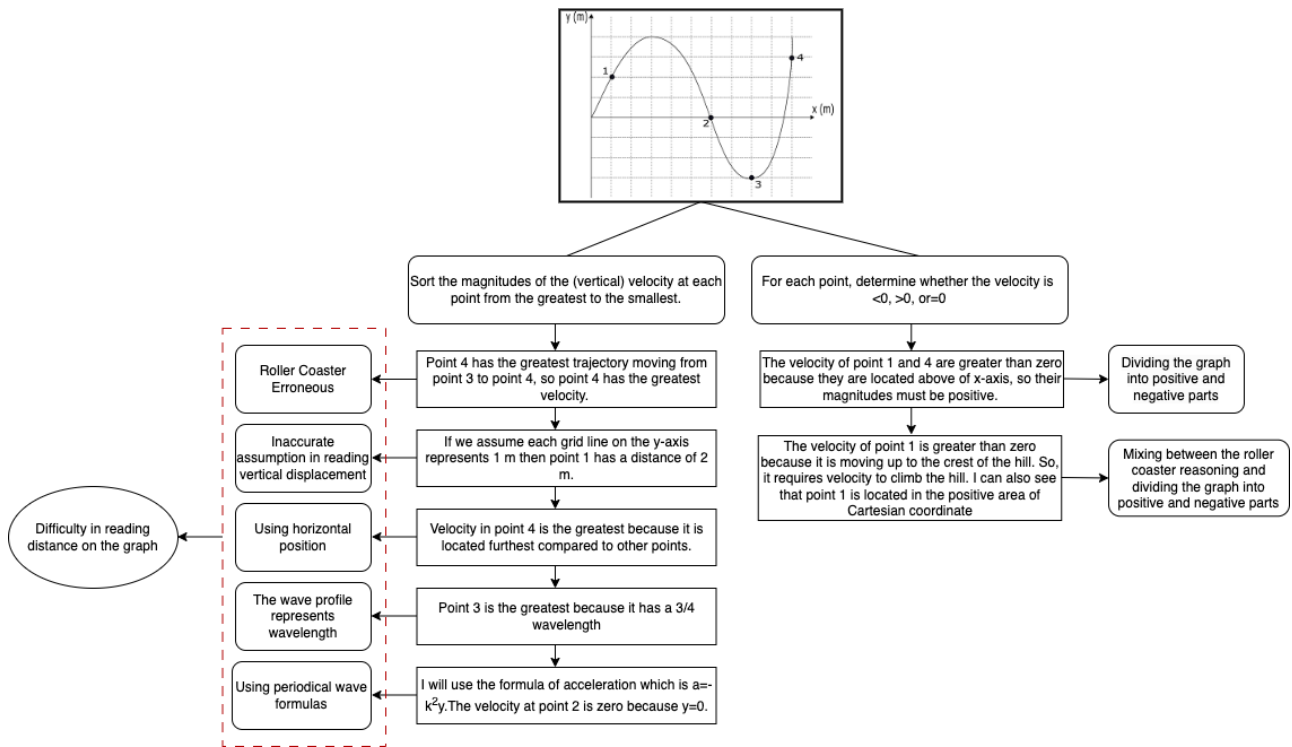 y (m)
1
4
x (m)
2
3
Sort the magnitudes of the (vertical) velocity at each
point from the greatest to the smallest.
For each point, determine whether the velocity is
<0, >0, or=0
Roller Coaster
Erroneous
Point 4 has the greatest trajectory moving from
point 3 to point 4, so point 4 has the greatest
velocity.
The velocity of point 1 and 4 are greater than zero
because they are located above of x-axis, so their
magnitudes must be positive.
Dividing the graph
into positive and
negative parts
Inaccurate
assumption in reading
vertical displacement
If we assume each grid line on the y-axis
represents 1 m then point 1 has a distance of 2
m.
The velocity of point 1 is greater than zero
because it is moving up to the crest of the hill. So,
it requires velocity to climb the hill. I can also see
that point 1 is located in the positive area of
Cartesian coordinate
Mixing between the roller
coaster reasoning and
dividing the graph into
positive and negative parts
Difficulty in reading
distance on the graph
Using horizontal
position
Velocity in point 4 is the greatest because it is
located furthest compared to other points.
The wave profile
represents
wavelength
Point 3 is the greatest because it has a 3/4
wavelength
Using periodical wave
formulas
I will use the formula of acceleration which is a=-
k²y.The velocity at point 2 is zero because y=0.